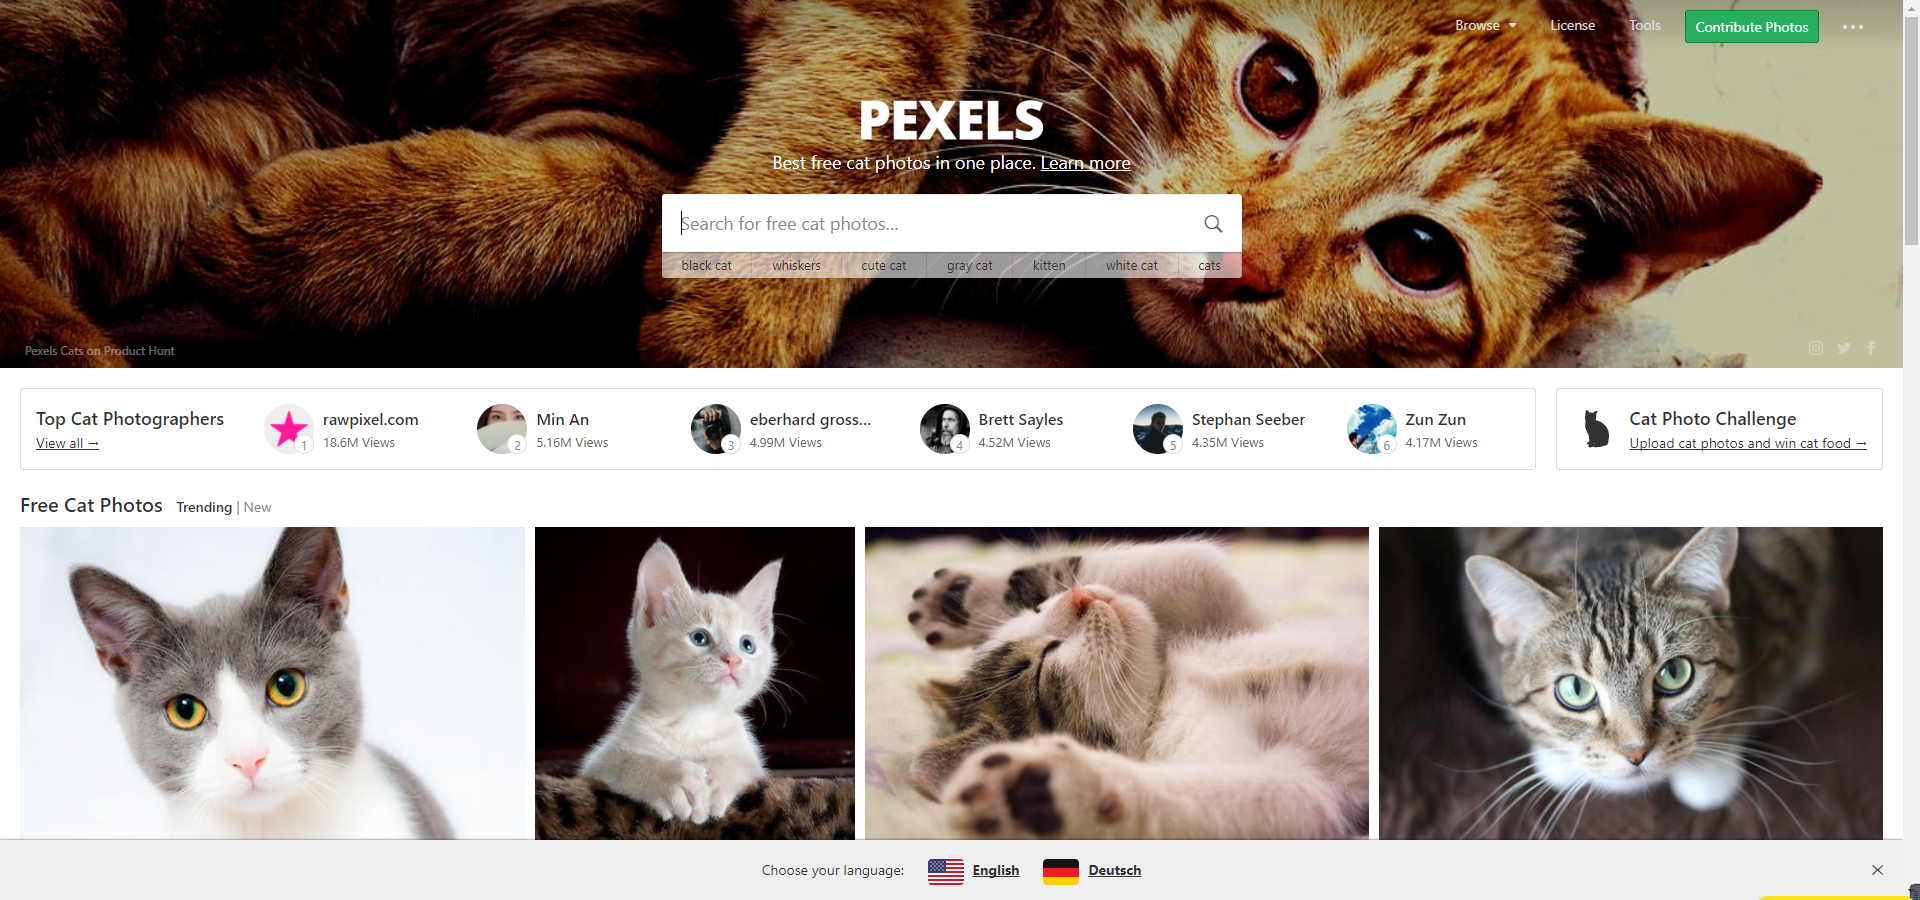 Browse License Tools Contribute Photos
PEXELS
Best free cat photos in one place. Learn more
Search for free cat photos...
black cat whiskers cute cat gray cat kitten white cat cats
Pexels Cats on Product Hunt
Top Cat Photographers
View all →
rawpixel.com
18.6M Views
1
Min An
5.16M Views
2
eberhard gross...
4.99M Views
3
Brett Sayles
4.52M Views
4
Stephan Seeber
4.35M Views
5
Zun Zun
4.17M Views
6
Cat Photo Challenge
Upload cat photos and win cat food →
Free Cat Photos Trending | New
Choose your language: English Deutsch